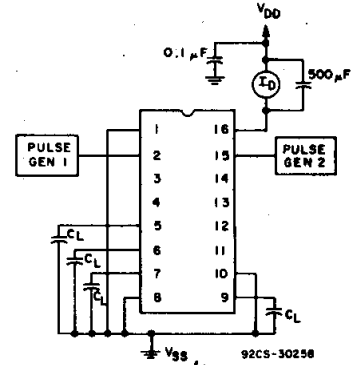 VDD
0.1 μF
ID
500 μF
PULSE GEN 1
PULSE GEN 2
1 16
2 15
3 14
4 13
5 12
6 11
7 10
8 9
CL
CL
CL
CL
VSS
92CS-30258